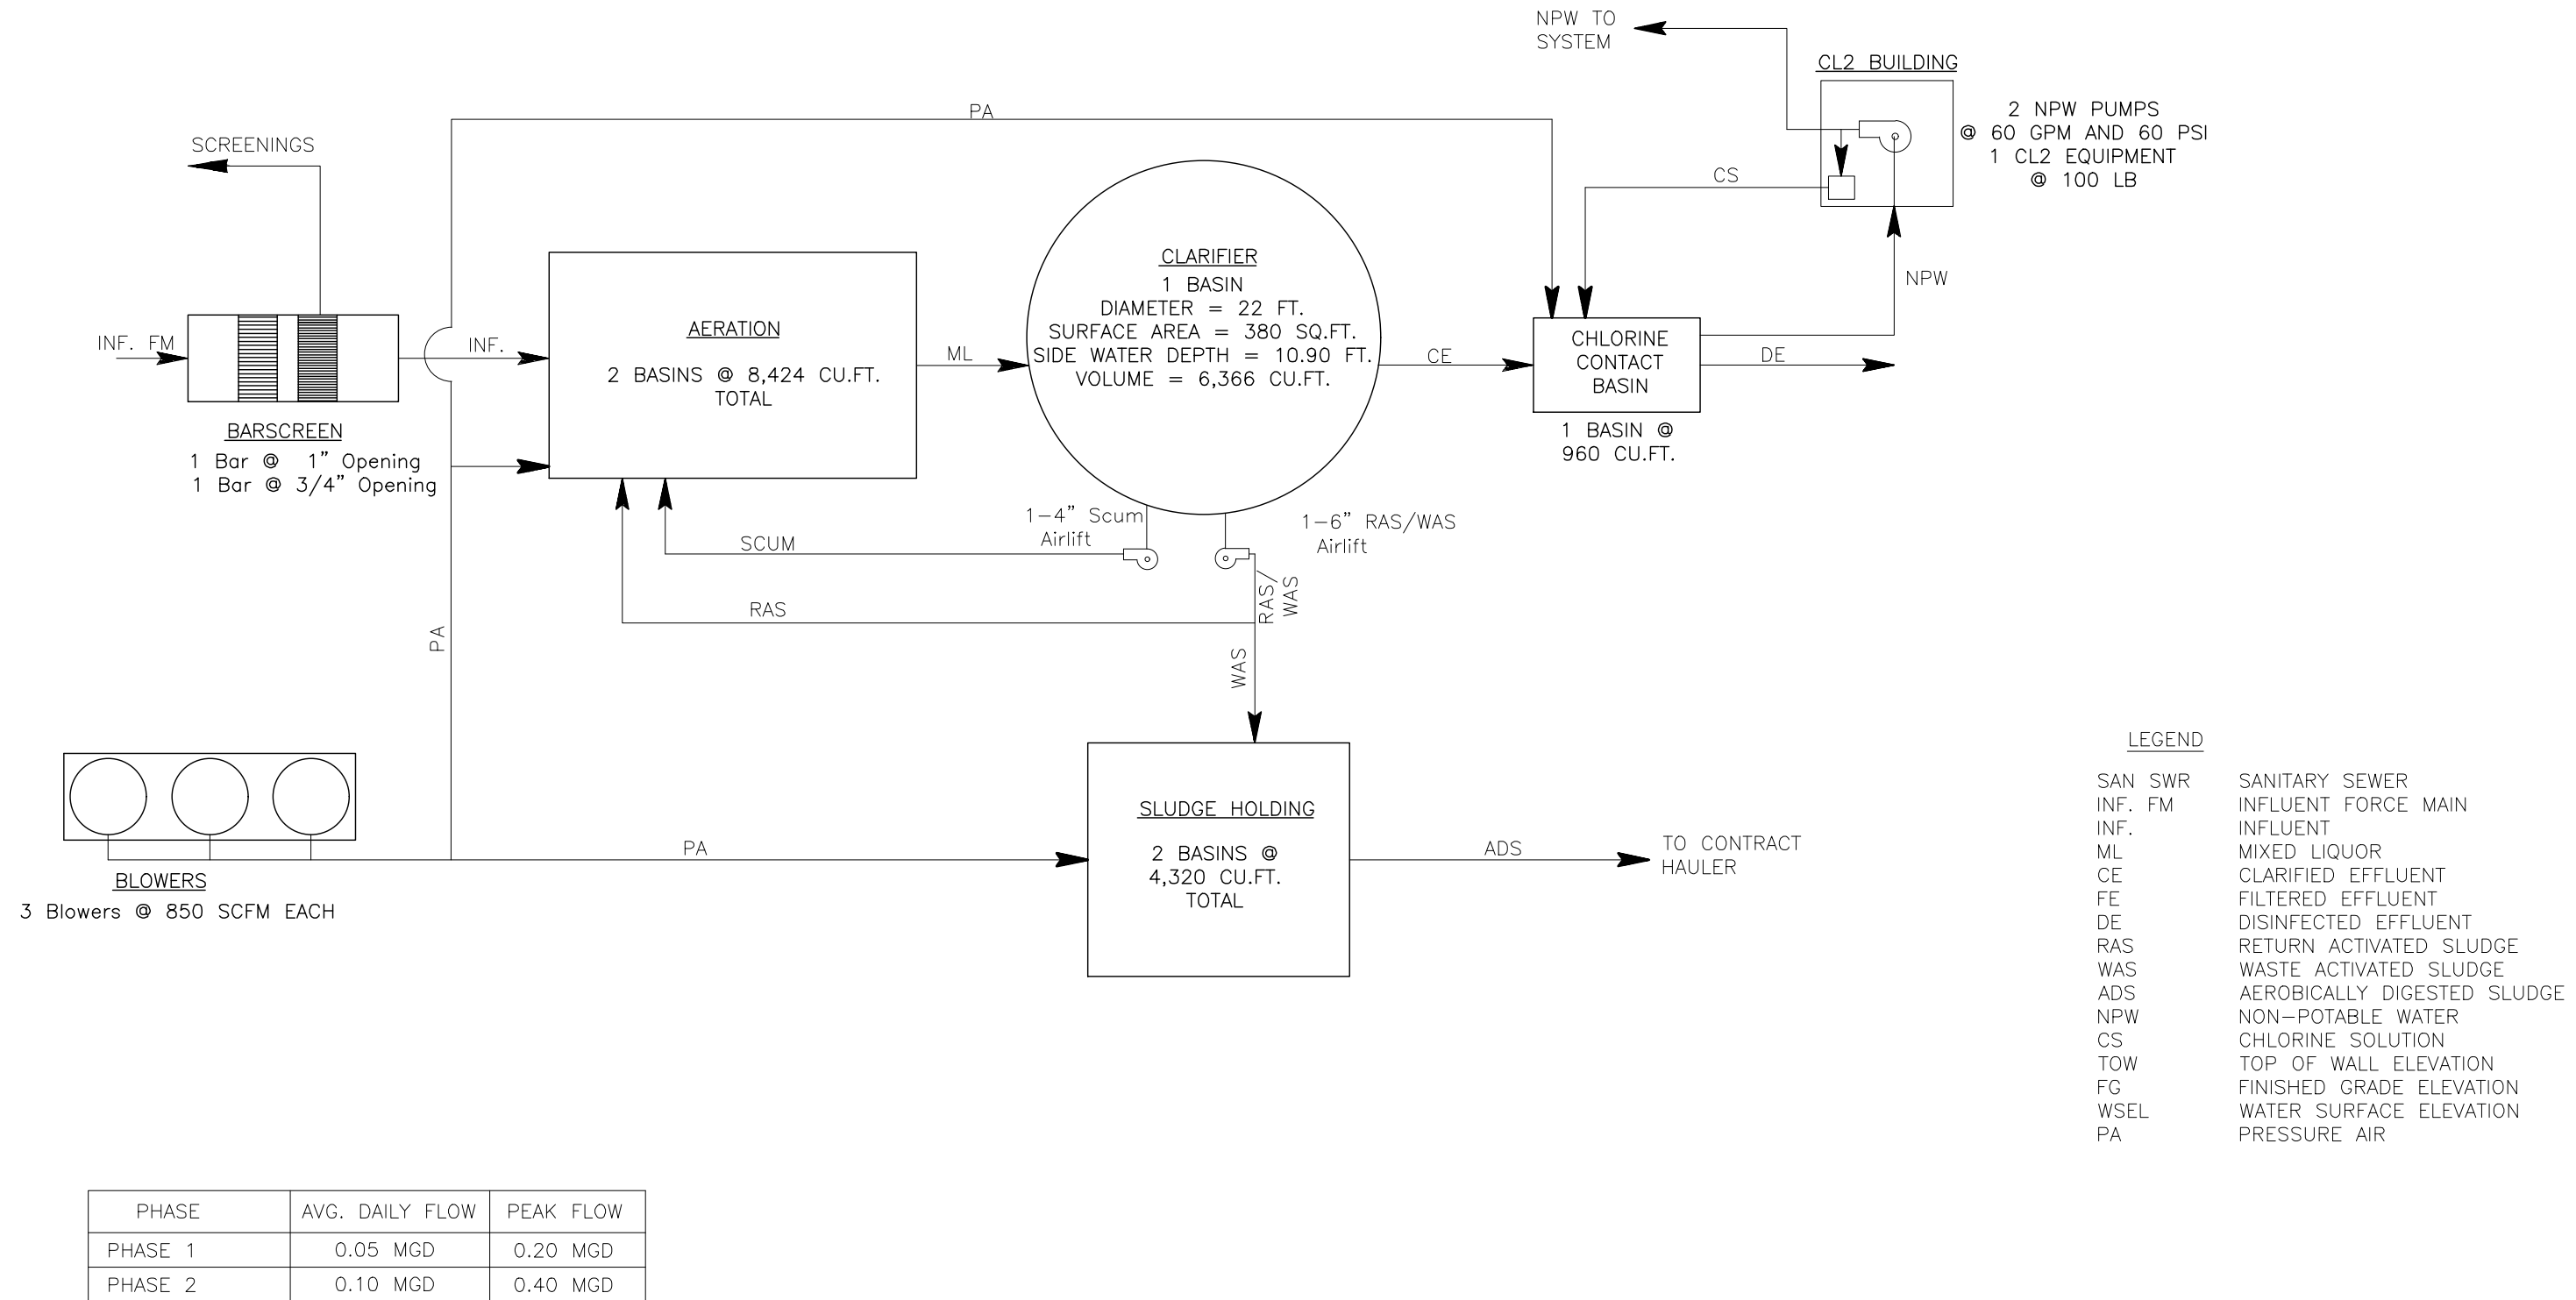 NPW TO
SYSTEM
CL2 BUILDING
2 NPW PUMPS
@ 60 GPM AND 60 PSI
1 CL2 EQUIPMENT
@ 100 LB
PA
SCREENINGS
CS
NPW
INF. FM
INF.
BARSCREEN
1 Bar @ 1” Opening
1 Bar @ 3/4” Opening
AERATION
2 BASINS @ 8,424 CU.FT.
TOTAL
ML
CLARIFIER
1 BASIN
DIAMETER = 22 FT.
SURFACE AREA = 380 SQ.FT.
SIDE WATER DEPTH = 10.90 FT.
VOLUME = 6,366 CU.FT.
CE
CHLORINE
CONTACT
BASIN
DE
1 BASIN @
960 CU.FT.
1-4” Scum
Airlift
1-6” RAS/WAS
Airlift
SCUM
RAS
RAS/
WAS
PA
WAS
BLOWERS
3 Blowers @ 850 SCFM EACH
PA
SLUDGE HOLDING
2 BASINS @
4,320 CU.FT.
TOTAL
ADS
TO CONTRACT
HAULER
LEGEND
SAN SWR SANITARY SEWER
INF. FM INFLUENT FORCE MAIN
INF. INFLUENT
ML MIXED LIQUOR
CE CLARIFIED EFFLUENT
FE FILTERED EFFLUENT
DE DISINFECTED EFFLUENT
RAS RETURN ACTIVATED SLUDGE
WAS WASTE ACTIVATED SLUDGE
ADS AEROBICALLY DIGESTED SLUDGE
NPW NON-POTABLE WATER
CS CHLORINE SOLUTION
TOW TOP OF WALL ELEVATION
FG FINISHED GRADE ELEVATION
WSEL WATER SURFACE ELEVATION
PA PRESSURE AIR
PHASE AVG. DAILY FLOW PEAK FLOW
PHASE 1 0.05 MGD 0.20 MGD
PHASE 2 0.10 MGD 0.40 MGD